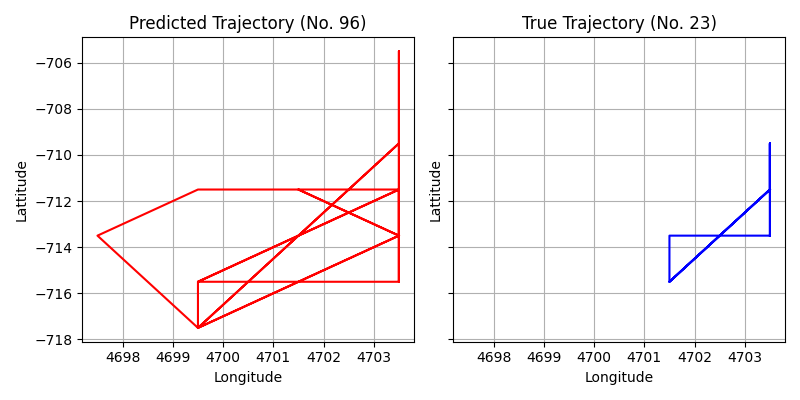 Predicted Trajectory (No. 96)
True Trajectory (No. 23)
Lattitude
−706
−708
−710
−712
−714
−716
−718
4698 4699 4700 4701 4702 4703
Longitude
Lattitude
4698 4699 4700 4701 4702 4703
Longitude